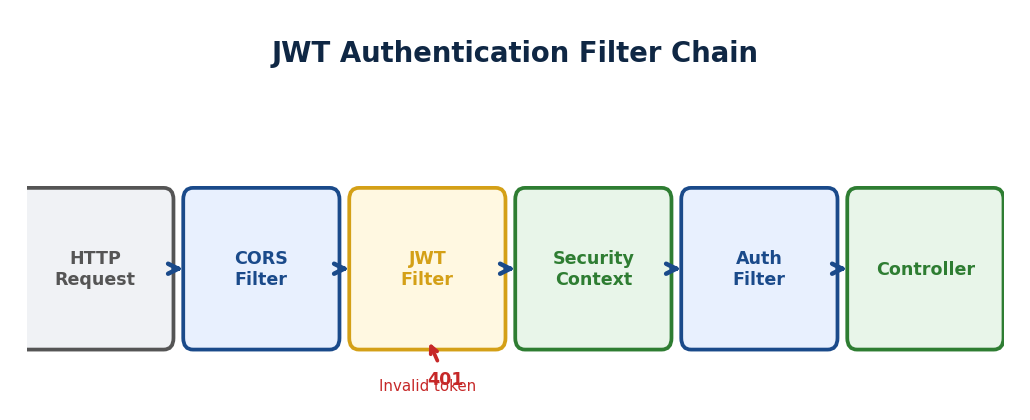 JWT Authentication Filter Chain
HTTP
Request
CORS
Filter
JWT
Filter
Security
Context
Auth
Filter
Controller
401
Invalid token